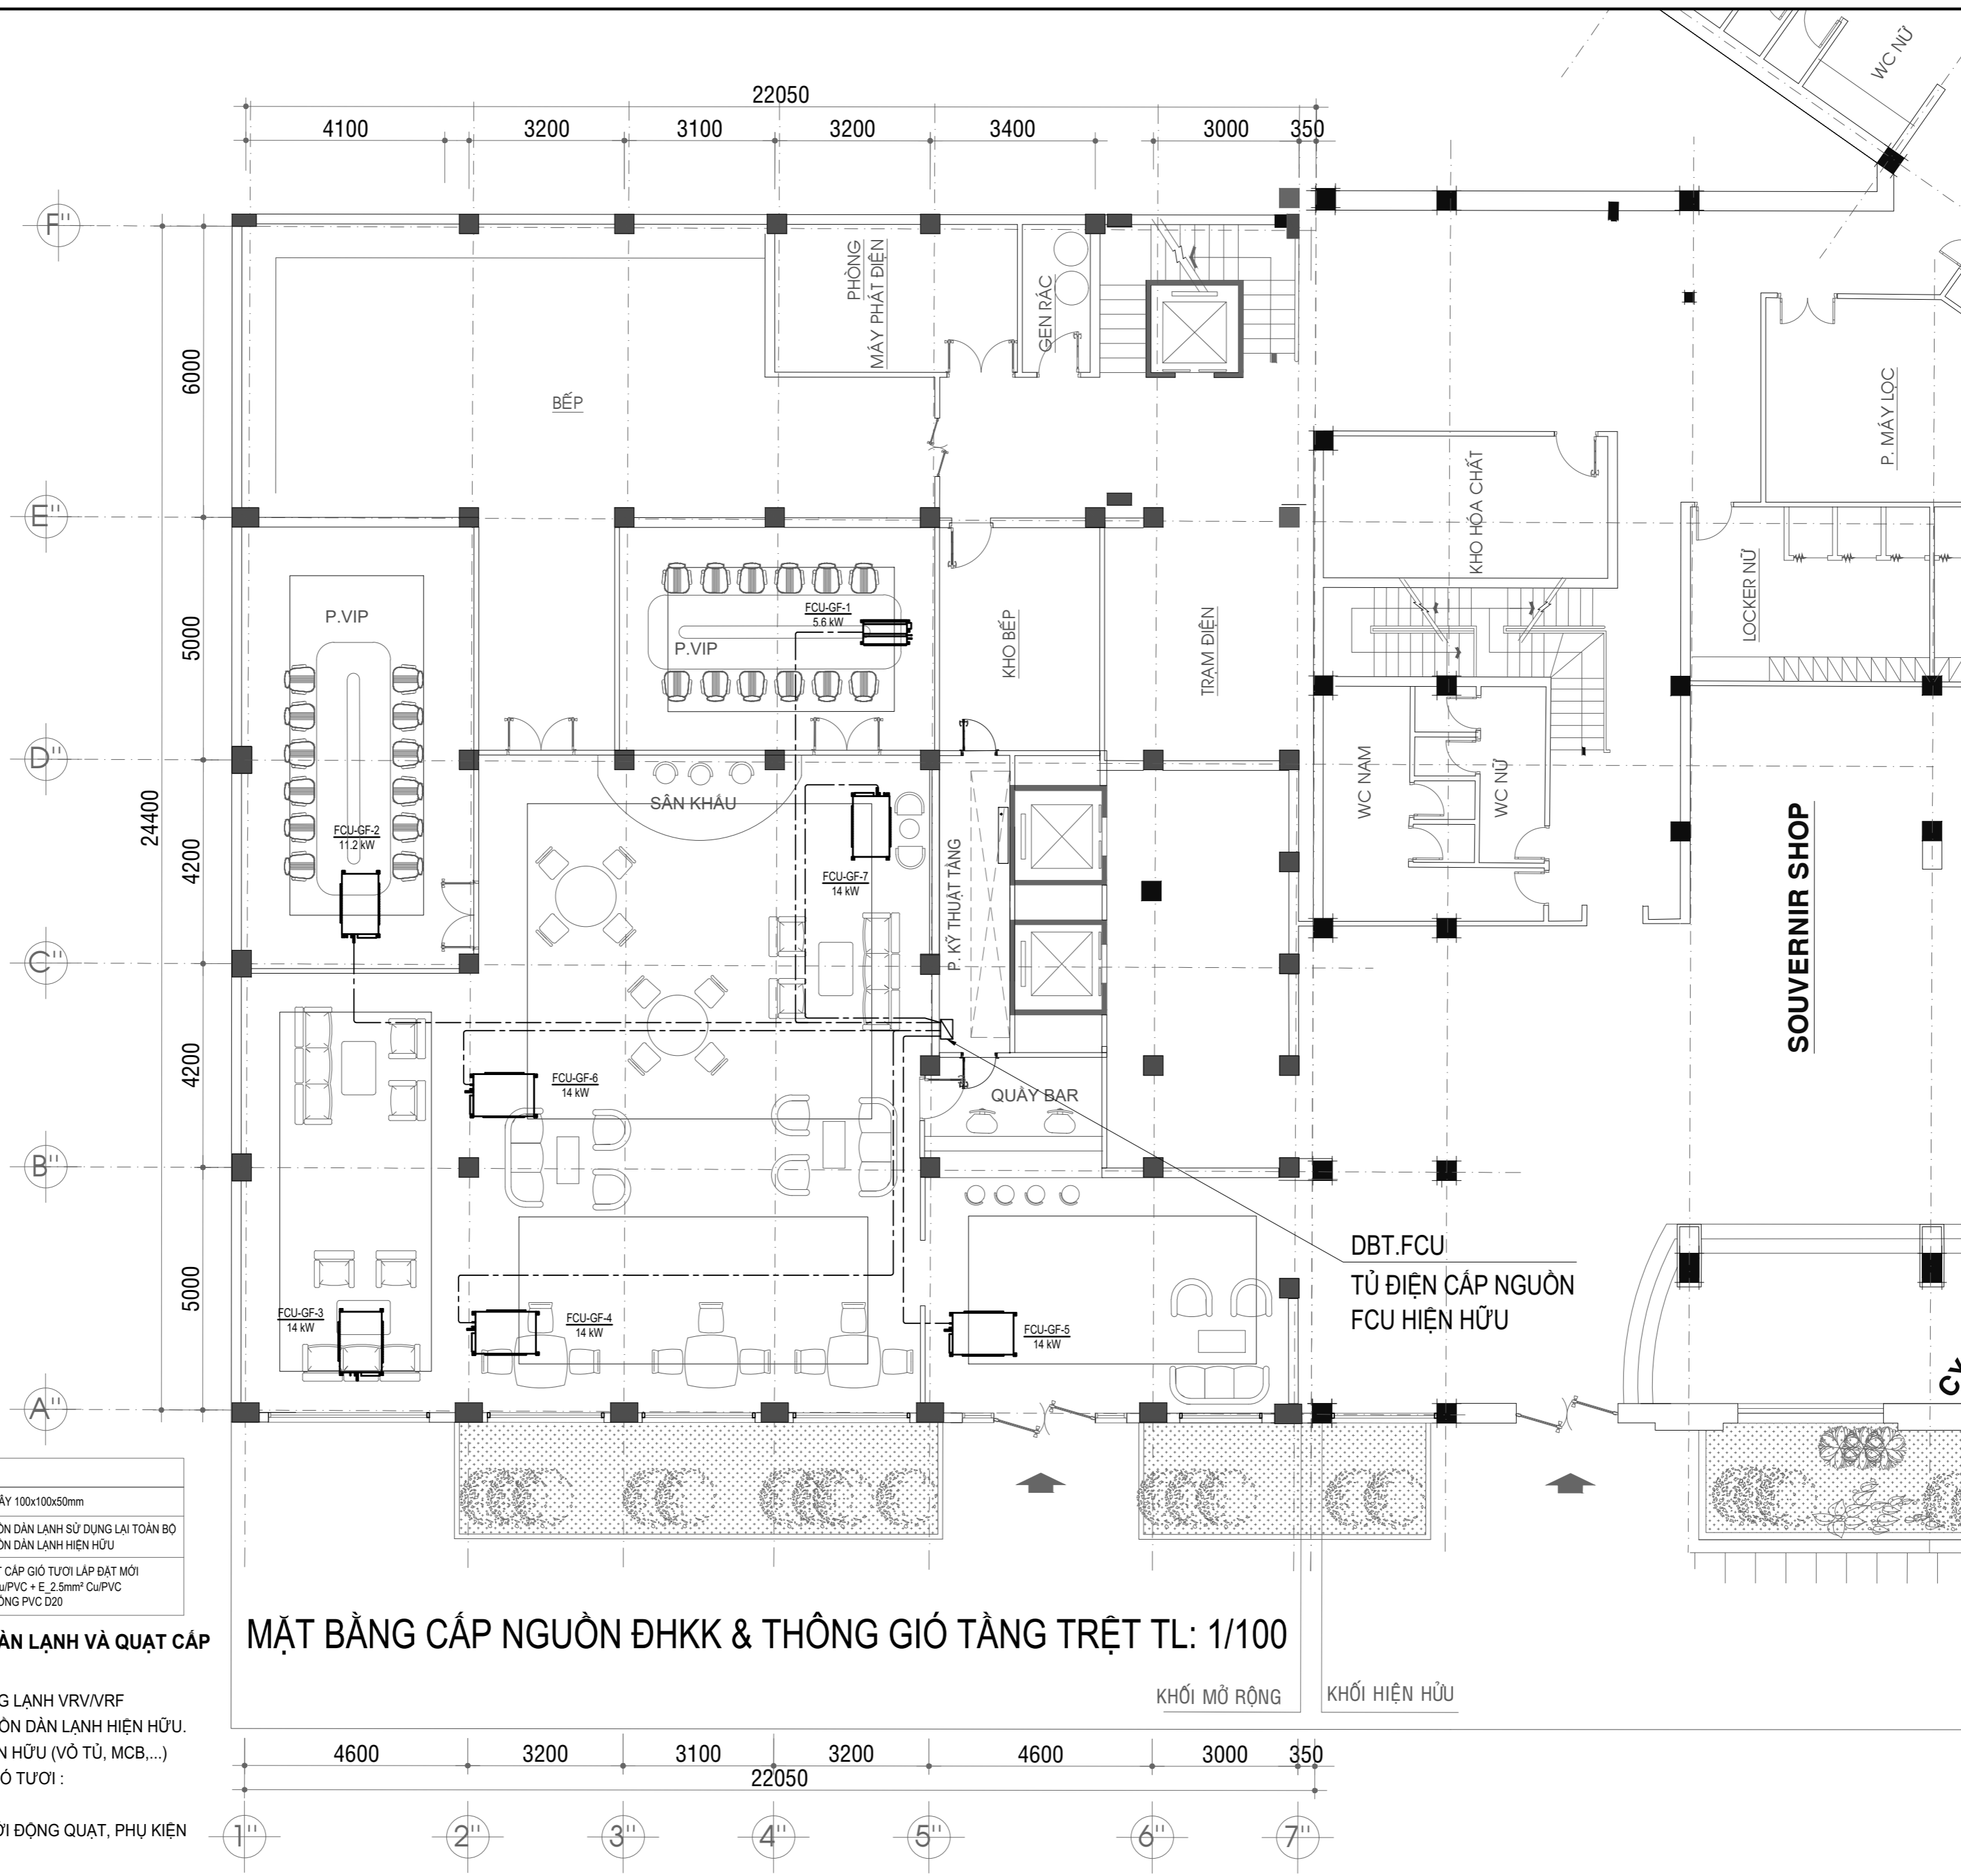 22050
4100
3200
3100
3200
3400
3000
350
WC NỮ
F"
E"
D"
C"
B"
A"
6000
5000
4200
4200
5000
24400
PHÒNG
MÁY PHÁT ĐIỆN
GEN RÁC
BẾP
KHO HÓA CHẤT
P. MÁY LỌC
LOCKER NỮ
P.VIP
P.VIP
FCU-GF-1
5.6 kW
KHO BẾP
TRẠM ĐIỆN
WC NAM
WC NỮ
SÂN KHẤU
FCU-GF-2
11.2 kW
FCU-GF-7
14 kW
P. KỸ THUẬT TẦNG
SOUVERNIR SHOP
FCU-GF-6
14 kW
QUẦY BAR
DBT.FCU
TỦ ĐIỆN CẤP NGUỒN
FCU HIỆN HỮU
FCU-GF-3
14 kW
FCU-GF-4
14 kW
FCU-GF-5
14 kW
ÂY 100x100x50mm
ỒN DÀN LẠNH SỬ DỤNG LẠI TOÀN BỘ
ỒN DÀN LẠNH HIỆN HỮU
T CẤP GIÓ TƯƠI LẮP ĐẶT MỚI
u/PVC + E_2.5mm² Cu/PVC
ỐNG PVC D20
ÀN LẠNH VÀ QUẠT CẤP
G LẠNH VRV/VRF
ỒN DÀN LẠNH HIỆN HỮU.
N HỮU (VỎ TỦ, MCB,...)
Ó TƯƠI :
ỞI ĐỘNG QUẠT, PHỤ KIỆN
MẶT BẰNG CẤP NGUỒN ĐHKK & THÔNG GIÓ TẦNG TRỆT TL: 1/100
KHỐI MỞ RỘNG
KHỐI HIỆN HỮU
4600
3200
3100
3200
4600
3000
350
22050
1"
2"
3"
4"
5"
6"
7"